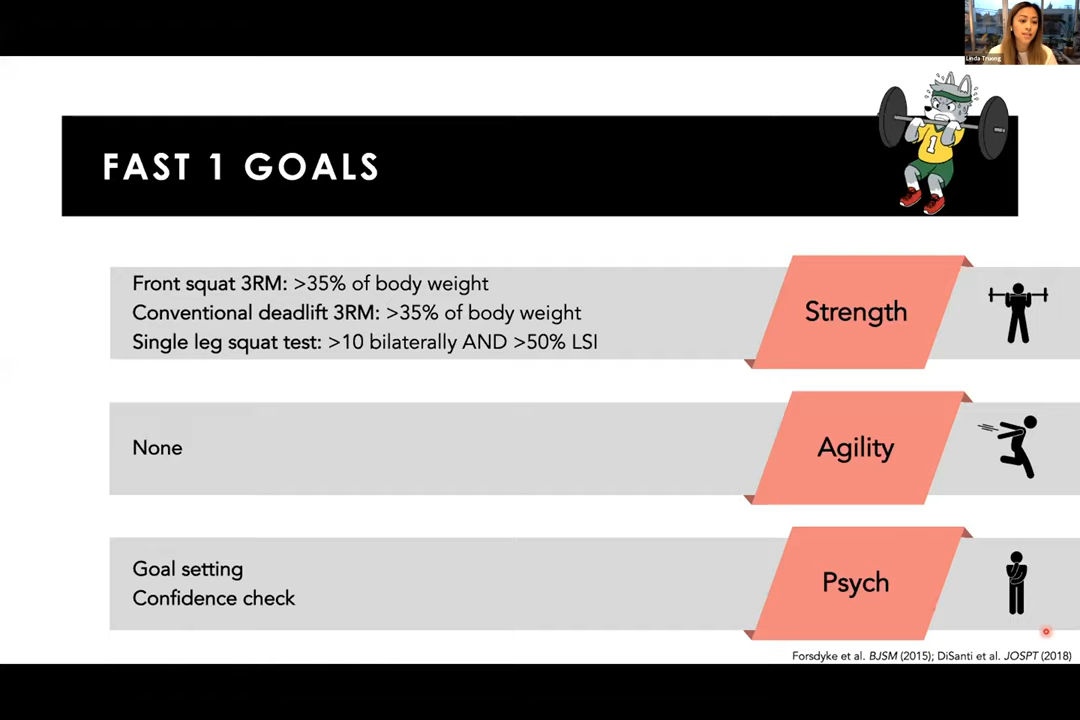 Linda Truong
FAST 1 GOALS
1
Front squat 3RM: >35% of body weight
Conventional deadlift 3RM: >35% of body weight
Single leg squat test: >10 bilaterally AND >50% LSI
Strength
None
Agility
Goal setting
Confidence check
Psych
Forsdyke et al. BJSM (2015); DiSanti et al. JOSPT (2018)